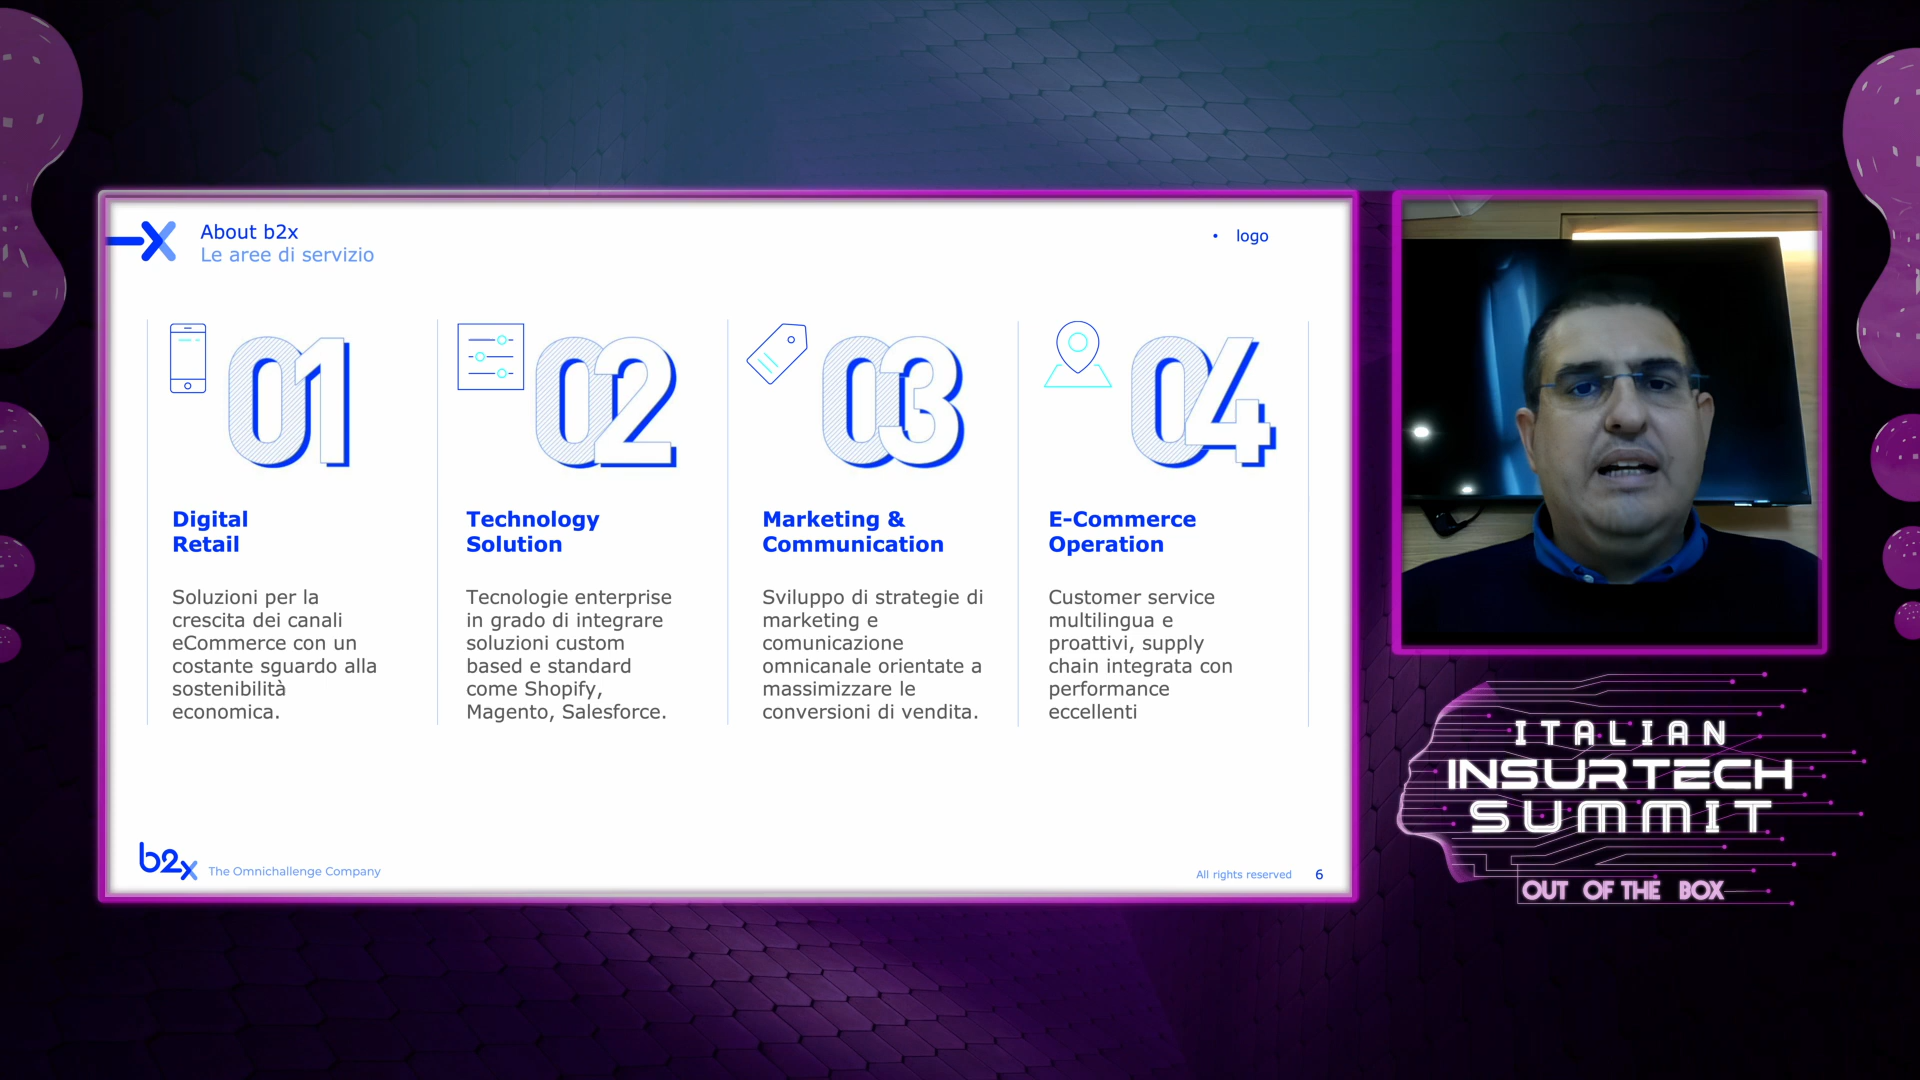 About b2x
Le aree di servizio
• logo
01
02
03
04
Digital
Retail
Soluzioni per la
crescita dei canali
eCommerce con un
costante sguardo alla
sostenibilità
economica.
Technology
Solution
Tecnologie enterprise
in grado di integrare
soluzioni custom
based e standard
come Shopify,
Magento, Salesforce.
Marketing &
Communication
Sviluppo di strategie di
marketing e
comunicazione
omnicanale orientate a
massimizzare le
conversioni di vendita.
E-Commerce
Operation
Customer service
multilingua e
proattivi, supply
chain integrata con
performance
eccellenti
b2x The Omnichallenge Company
All rights reserved 6
ITALIAN
INSURTECH
SUMMIT
OUT OF THE BOX